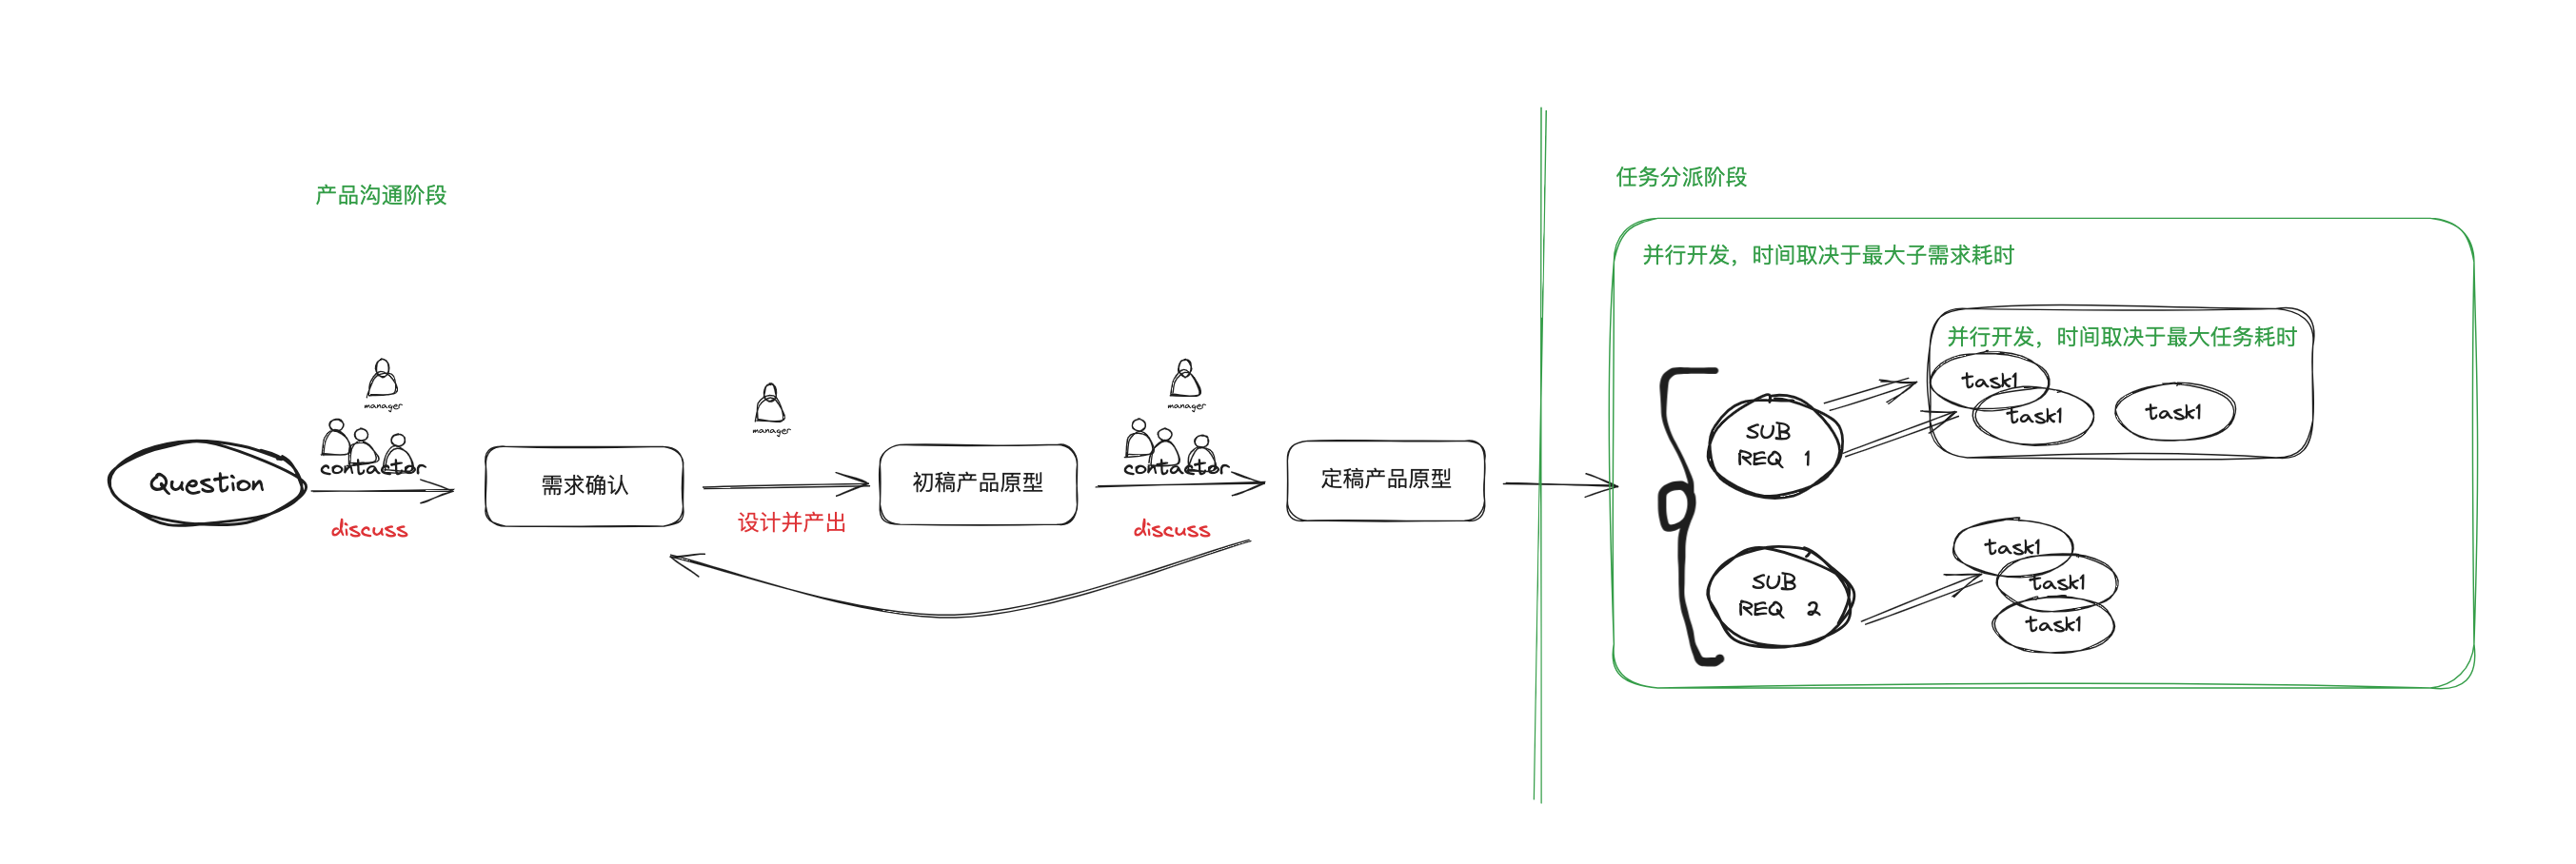 产品沟通阶段
manager
contactor
Question
discuss
需求确认
manager
设计并产出
初稿产品原型
manager
contactor
discuss
定稿产品原型
任务分派阶段
并行开发，时间取决于最大子需求耗时
并行开发，时间取决于最大任务耗时
task1
task1
task1
SUB
REQ 1
task1
task1
task1
SUB
REQ 2